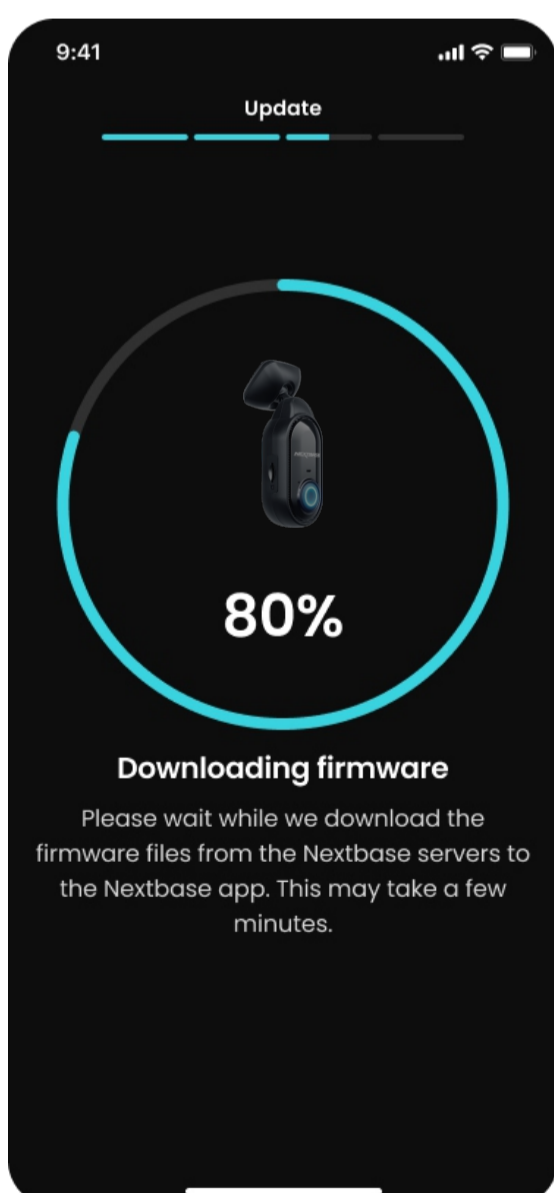 9:41
Update
80%
Downloading firmware
Please wait while we download the
firmware files from the Nextbase servers to
the Nextbase app. This may take a few
minutes.